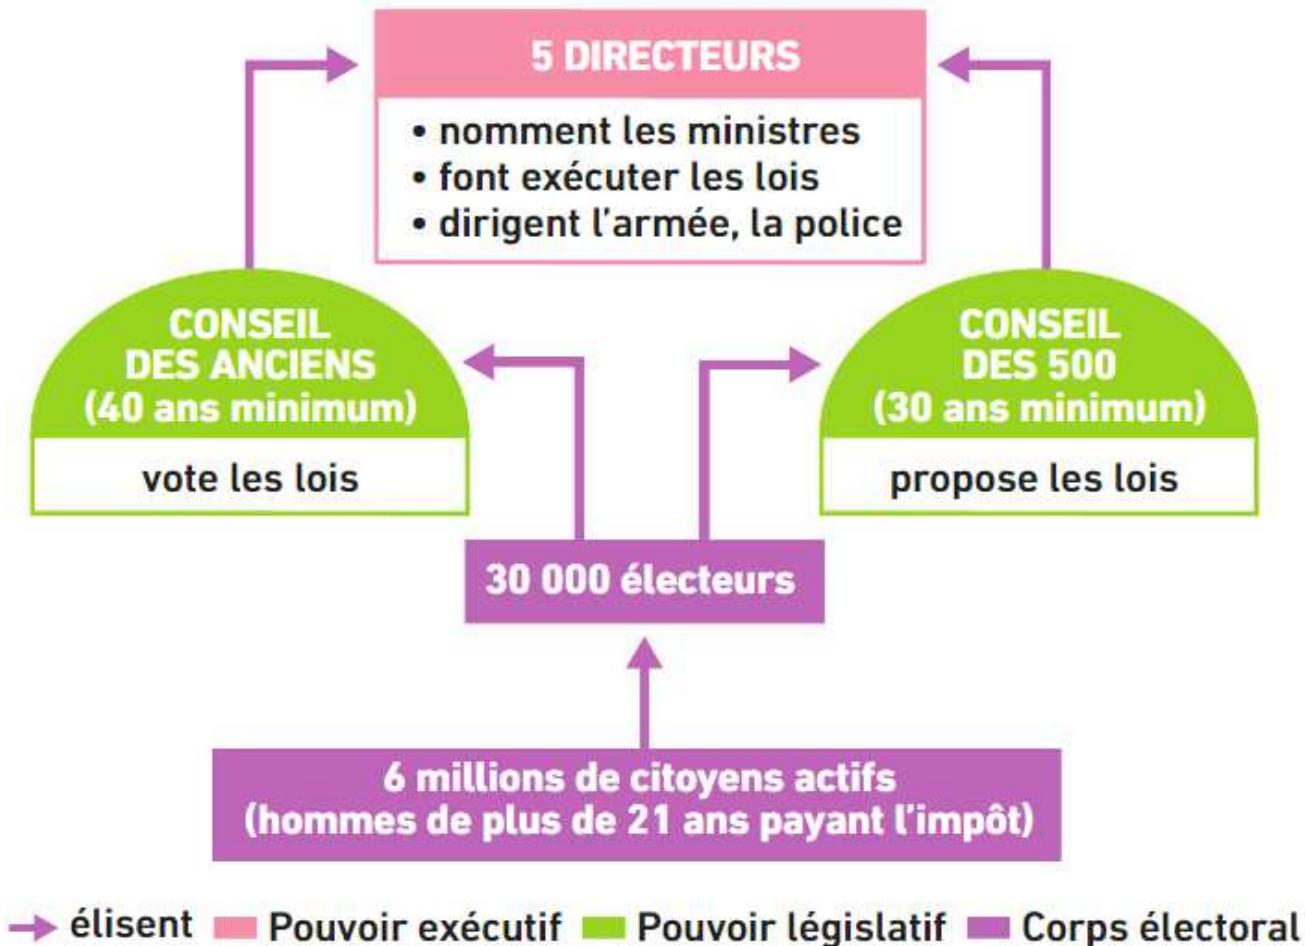 5 DIRECTEURS
• nomment les ministres
• font exécuter les lois
• dirigent l'armée, la police
CONSEIL
DES ANCIENS
(40 ans minimum)
vote les lois
CONSEIL
DES 500
(30 ans minimum)
propose les lois
30 000 électeurs
6 millions de citoyens actifs
(hommes de plus de 21 ans payant l'impôt)
élisent Pouvoir exécutif Pouvoir législatif Corps électoral